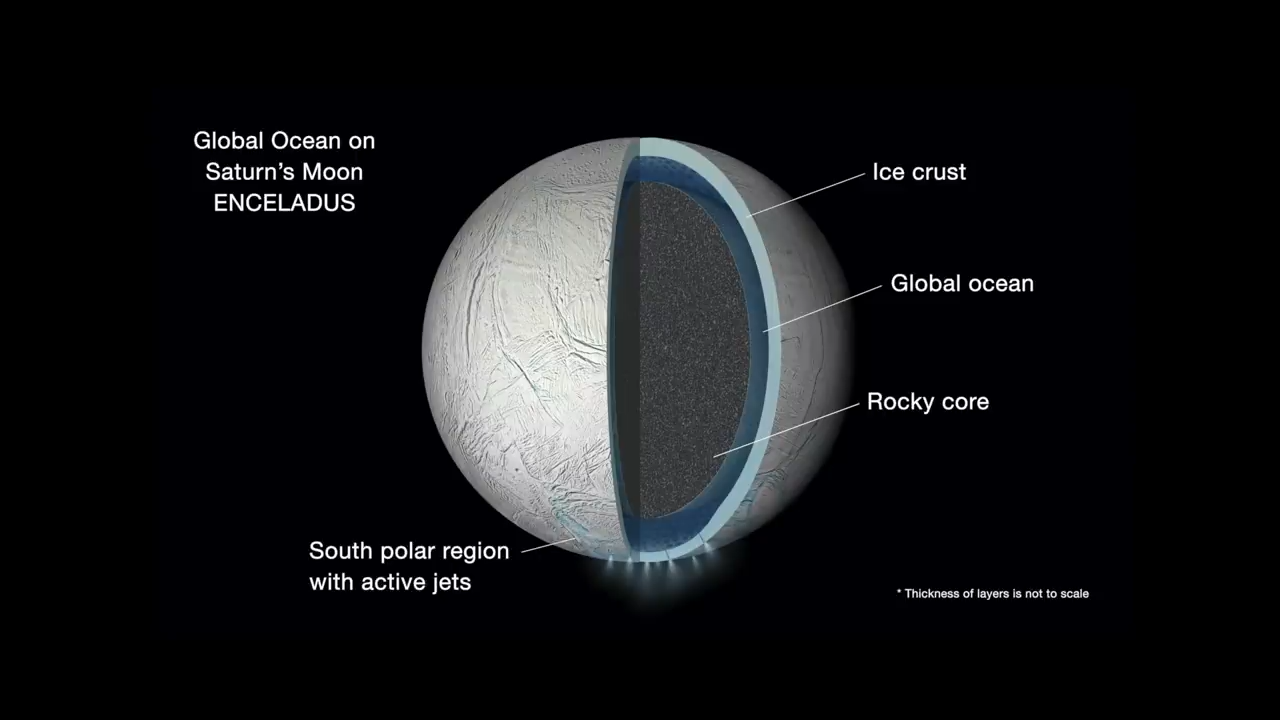 Global Ocean on
Saturn's Moon
ENCELADUS
Ice crust
Global ocean
Rocky core
South polar region
with active jets
* Thickness of layers is not to scale